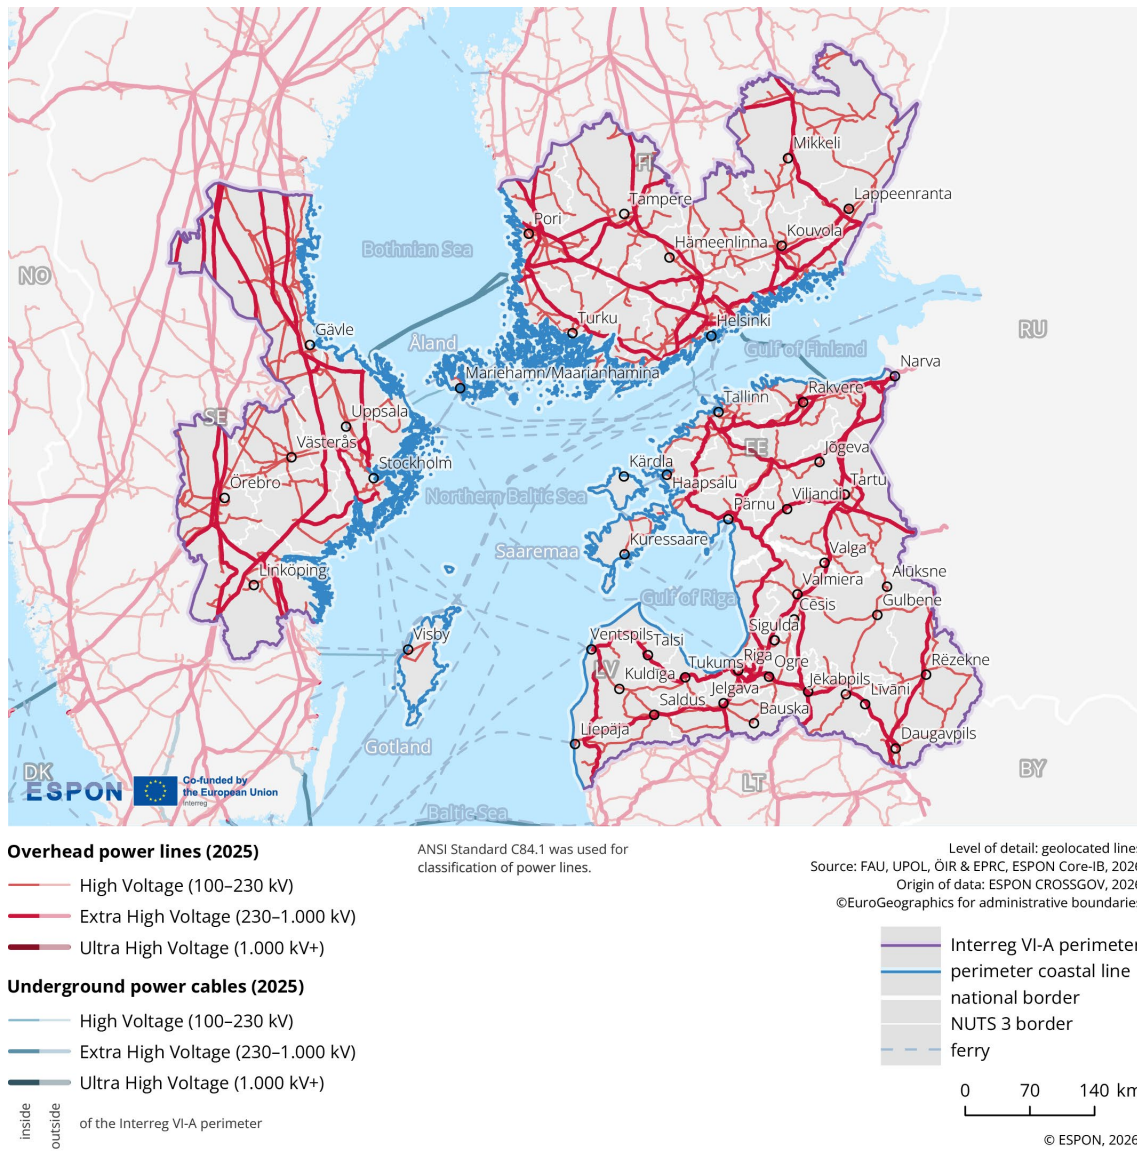 Mikkeli
FI
Lappeenranta
Tampere
Pori
Kouvola
Hämeenlinna
Bothnian Sea
NO
Turku
Helsinki
RU
Gävle
Åland
Gulf of Finland
Narva
Mariehamn/Maarianhamina
Rakvere
Tallinn
Uppsala
SE
Västerås
EE
Jõgeva
Stockholm
Kärdla
Örebro
Haapsalu
Tartu
Northern Baltic Sea
Viljandi
Pärnu
Kuressaare
Saaremaa
Valga
Linköping
Alūksne
Valmiera
Gulf of Riga
Gulbene
Cēsis
Sigulda
Visby
Ventspils
Talsi
Rīga
Ogre
Rēzekne
LV
Tukums
Kuldīga
Jēkabpils
Līvāni
Jelgava
Saldus
Bauska
Liepāja
Daugavpils
Gotland
DK
LT
BY
Baltic Sea
ESPON
Co-funded by
the European Union
Interreg
Overhead power lines (2025)
High Voltage (100–230 kV)
Extra High Voltage (230–1.000 kV)
Ultra High Voltage (1.000 kV+)
Underground power cables (2025)
High Voltage (100–230 kV)
Extra High Voltage (230–1.000 kV)
Ultra High Voltage (1.000 kV+)
inside
outside
of the Interreg VI-A perimeter
ANSI Standard C84.1 was used for
classification of power lines.
Level of detail: geolocated lines
Source: FAU, UPOL, ÖIR & EPRC, ESPON Core-IB, 2026
Origin of data: ESPON CROSSGOV, 2026
©EuroGeographics for administrative boundaries
Interreg VI-A perimeter
perimeter coastal line
national border
NUTS 3 border
ferry
0 70 140 km
© ESPON, 2026